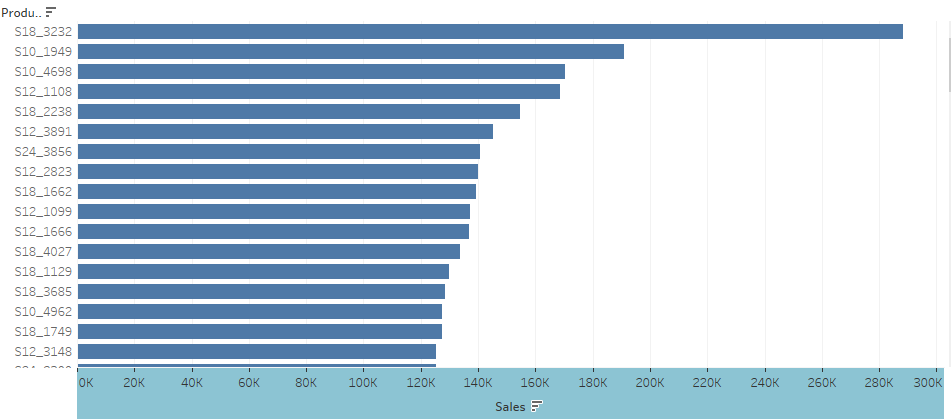 Produ..
S18_3232
S10_1949
S10_4698
S12_1108
S18_2238
S12_3891
S24_3856
S12_2823
S18_1662
S12_1099
S12_1666
S18_4027
S18_1129
S18_3685
S10_4962
S18_1749
S12_3148
0K 20K 40K 60K 80K 100K 120K 140K 160K 180K 200K 220K 240K 260K 280K 300K
Sales